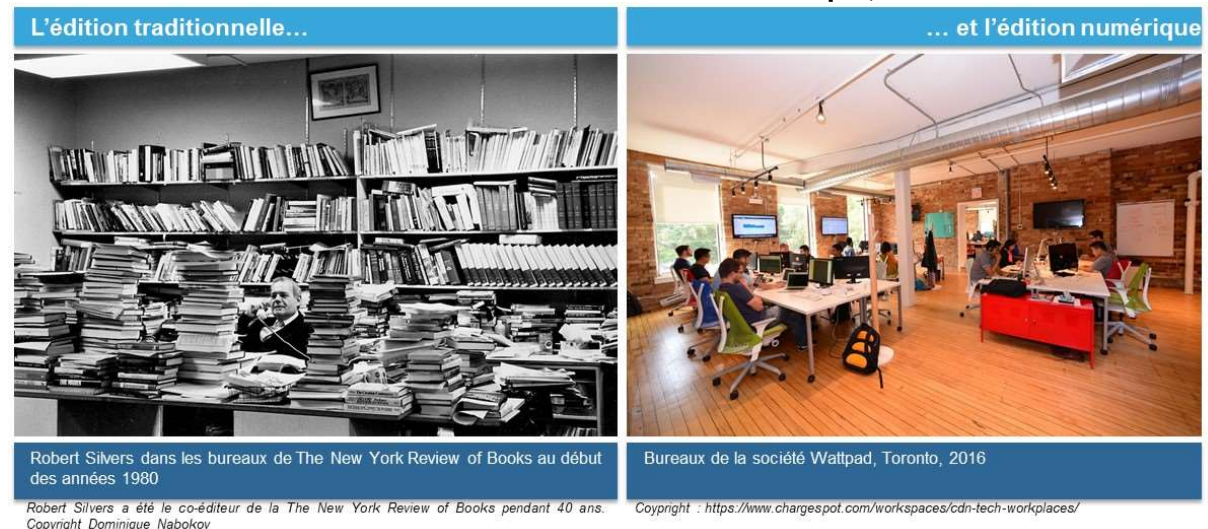 L'édition traditionnelle…
… et l'édition numérique
Robert Silvers dans les bureaux de The New York Review of Books au début
des années 1980
Bureaux de la société Wattpad, Toronto, 2016
Robert Silvers a été le co-éditeur de la The New York Review of Books pendant 40 ans.
Copyright Dominique Nabokov
Coypright : https://www.chargespot.com/workspaces/cdn-tech-workplaces/